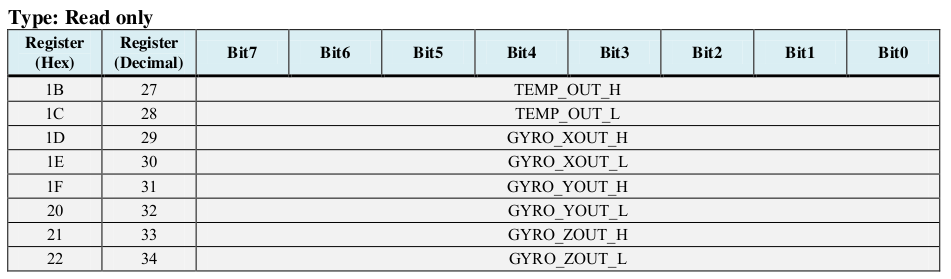 Type: Read only
Register (Hex) Register (Decimal) Bit7 Bit6 Bit5 Bit4 Bit3 Bit2 Bit1 Bit0
1B 27 TEMP_OUT_H
1C 28 TEMP_OUT_L
1D 29 GYRO_XOUT_H
1E 30 GYRO_XOUT_L
1F 31 GYRO_YOUT_H
20 32 GYRO_YOUT_L
21 33 GYRO_ZOUT_H
22 34 GYRO_ZOUT_L